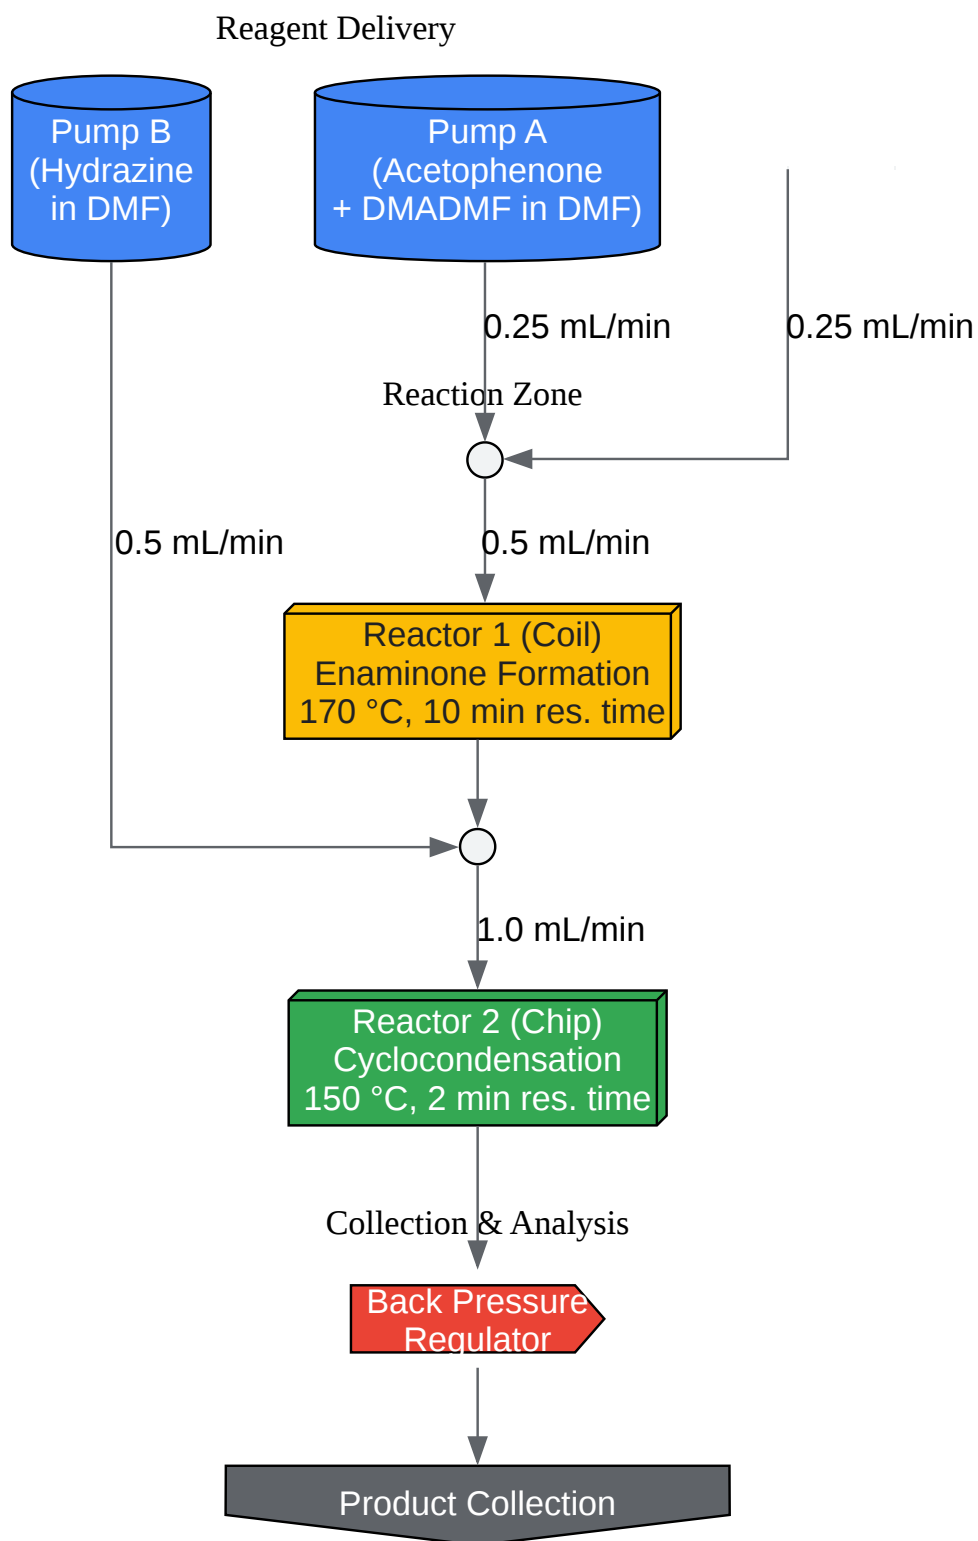 Reagent Delivery
Pump B
(Hydrazine
in DMF)
Pump A
(Acetophenone
+ DMADMF in DMF)
0.25 mL/min
0.25 mL/min
Reaction Zone
0.5 mL/min
0.5 mL/min
Reactor 1 (Coil)
Enaminone Formation
170 °C, 10 min res. time
1.0 mL/min
Reactor 2 (Chip)
Cyclocondensation
150 °C, 2 min res. time
Collection & Analysis
Back Pressure
Regulator
Product Collection